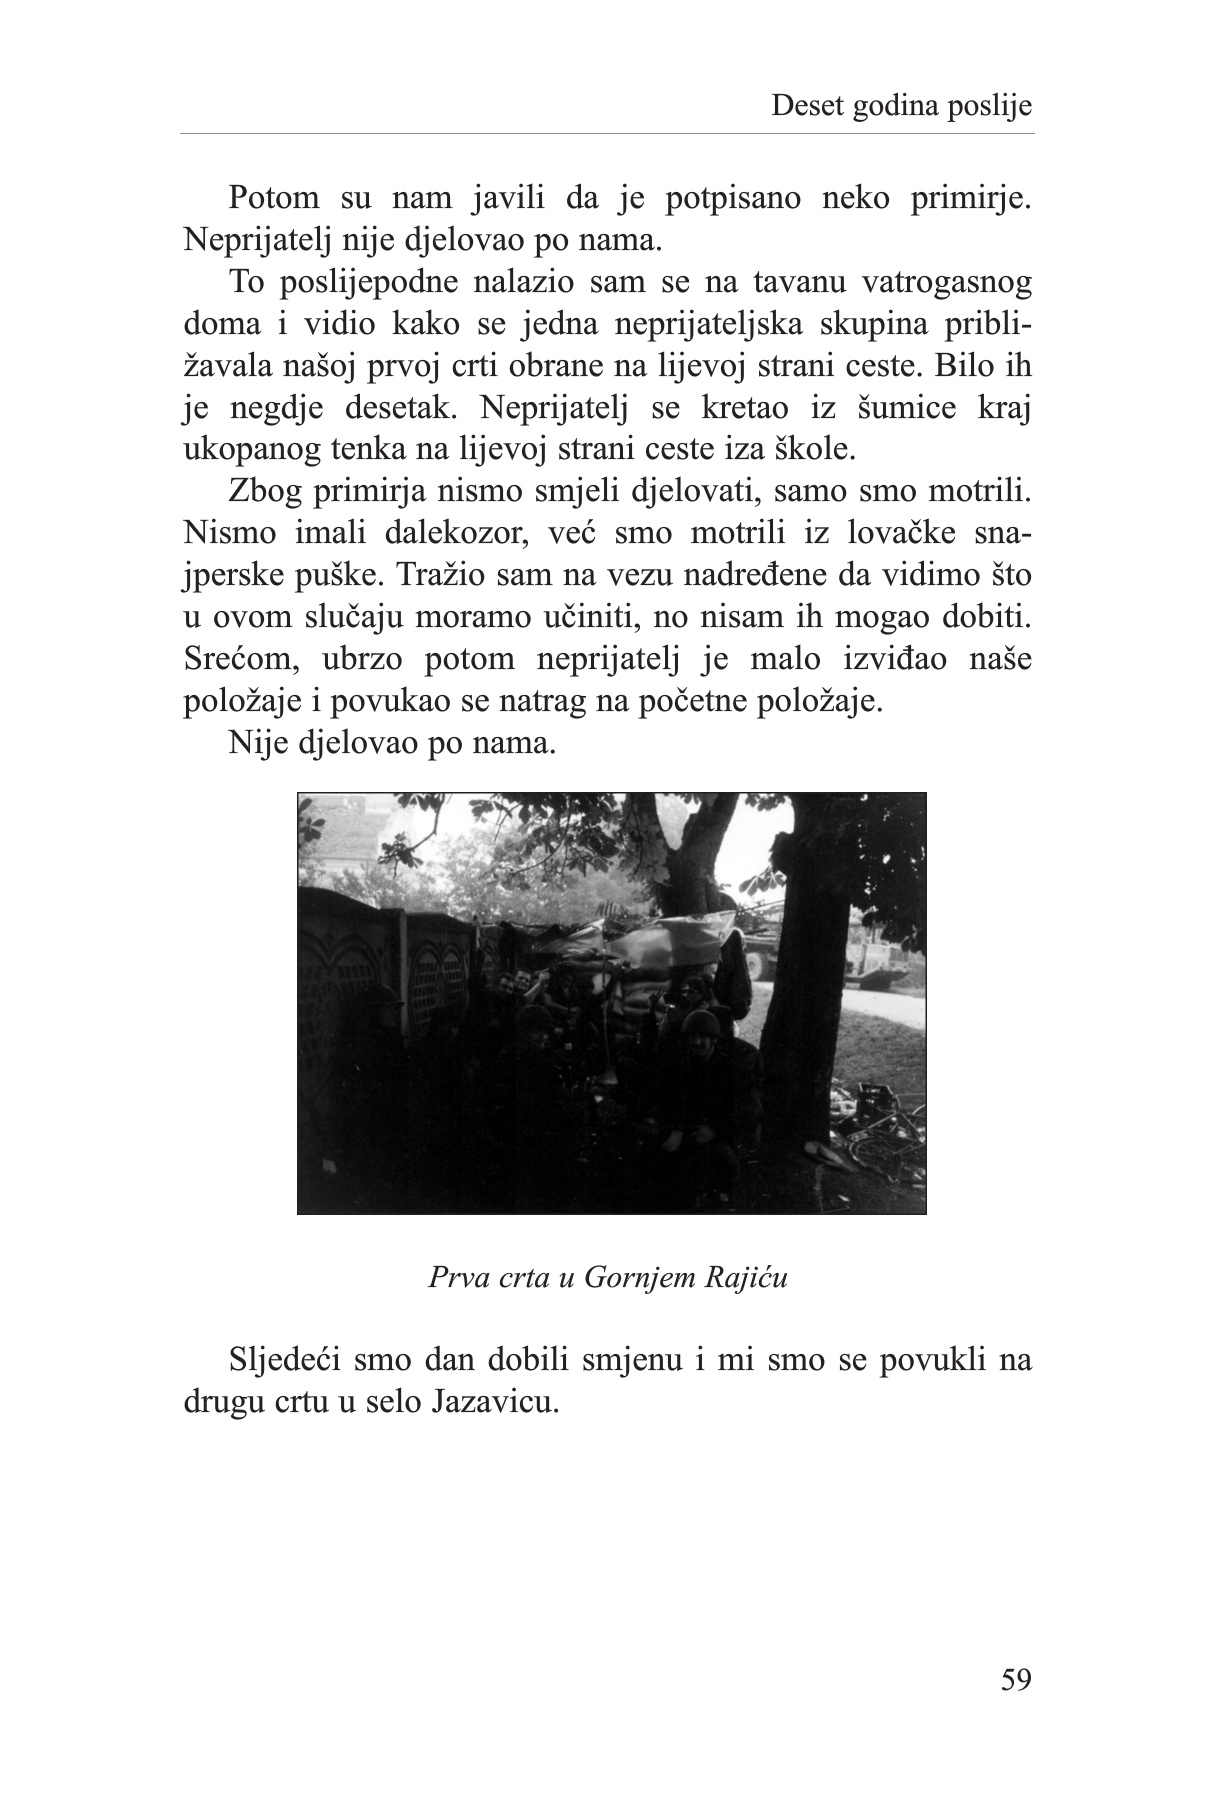 Deset godina poslije
Potom su nam javili da je potpisano neko primirje.
Neprijatelj nije djelovao po nama.
To poslijepodne nalazio sam se na tavanu vatrogasnog
doma i vidio kako se jedna neprijateljska skupina pribli-
žavala našoj prvoj crti obrane na lijevoj strani ceste. Bilo ih
je negdje desetak. Neprijatelj se kretao iz šumice kraj
ukopanog tenka na lijevoj strani ceste iza škole.
Zbog primirja nismo smjeli djelovati, samo smo motrili.
Nismo imali dalekozor, već smo motrili iz lovačke sna-
jperske puške. Tražio sam na vezu nadređene da vidimo što
u ovom slučaju moramo učiniti, no nisam ih mogao dobiti.
Srećom, ubrzo potom neprijatelj je malo izviđao naše
položaje i povukao se natrag na početne položaje.
Nije djelovao po nama.
Prva crta u Gornjem Rajiću
Sljedeći smo dan dobili smjenu i mi smo se povukli na
drugu crtu u selo Jazavicu.
59